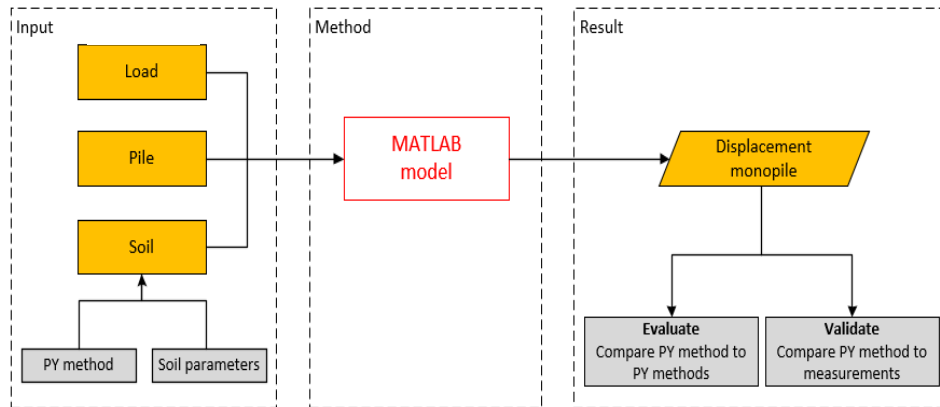 Input
Method
Result
Load
Pile
Soil
PY method
Soil parameters
MATLAB
model
Displacement
monopile
Evaluate
Compare PY method to
PY methods
Validate
Compare PY method to
measurements